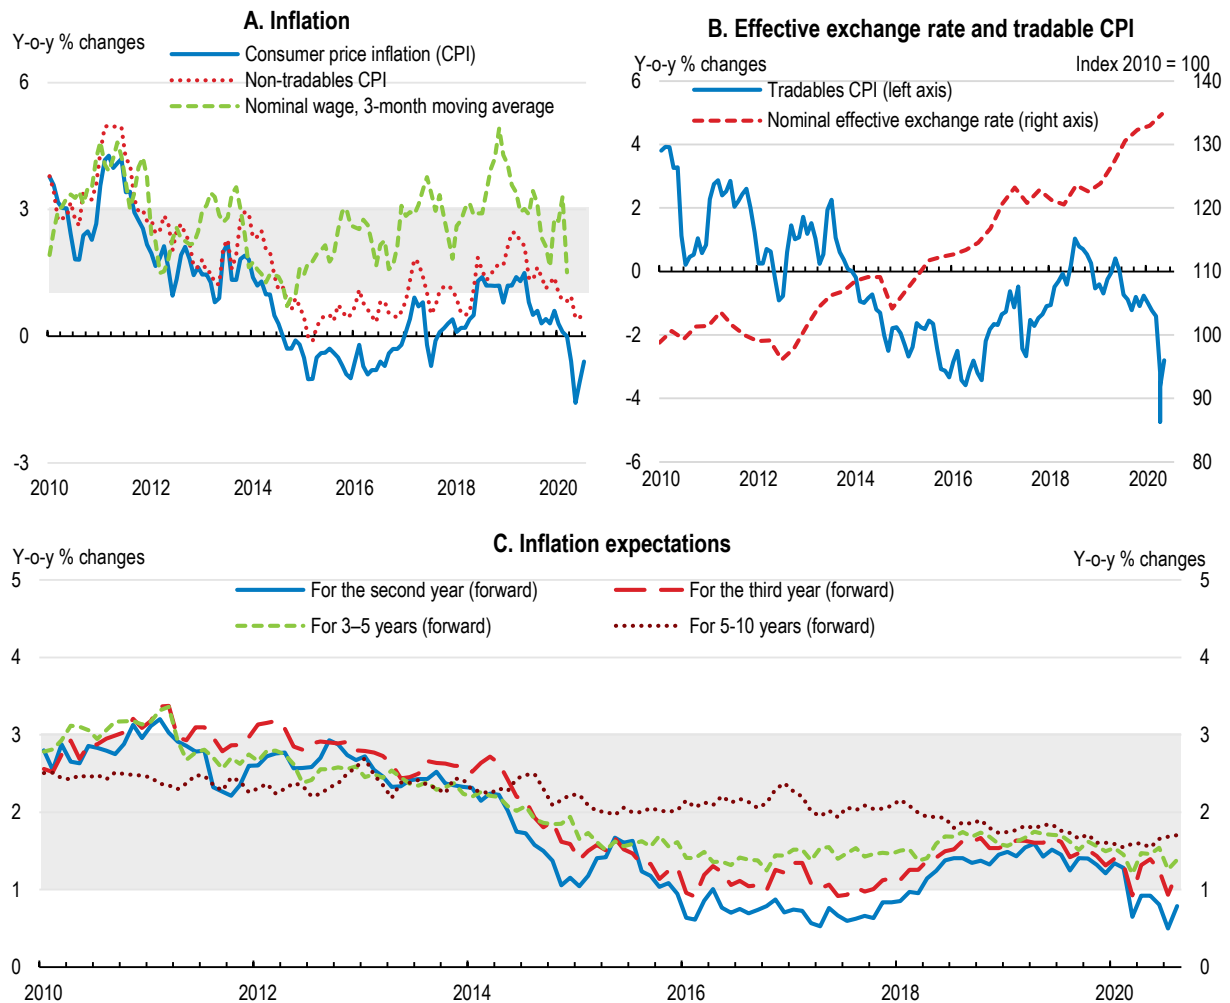 A. Inflation
Y-o-y % changes
Consumer price inflation (CPI)
Non-tradables CPI
Nominal wage, 3-month moving average
6
3
0
-3
2010 2012 2014 2016 2018 2020
B. Effective exchange rate and tradable CPI
Y-o-y % changes Index 2010 = 100
Tradables CPI (left axis)
Nominal effective exchange rate (right axis)
6 140
4 130
2 120
0 110
-2 100
-4 90
-6 80
2010 2012 2014 2016 2018 2020
C. Inflation expectations
Y-o-y % changes Y-o-y % changes
For the second year (forward) For the third year (forward)
For 3–5 years (forward) For 5-10 years (forward)
5 5
4 4
3 3
2 2
1 1
0 0
2010 2012 2014 2016 2018 2020